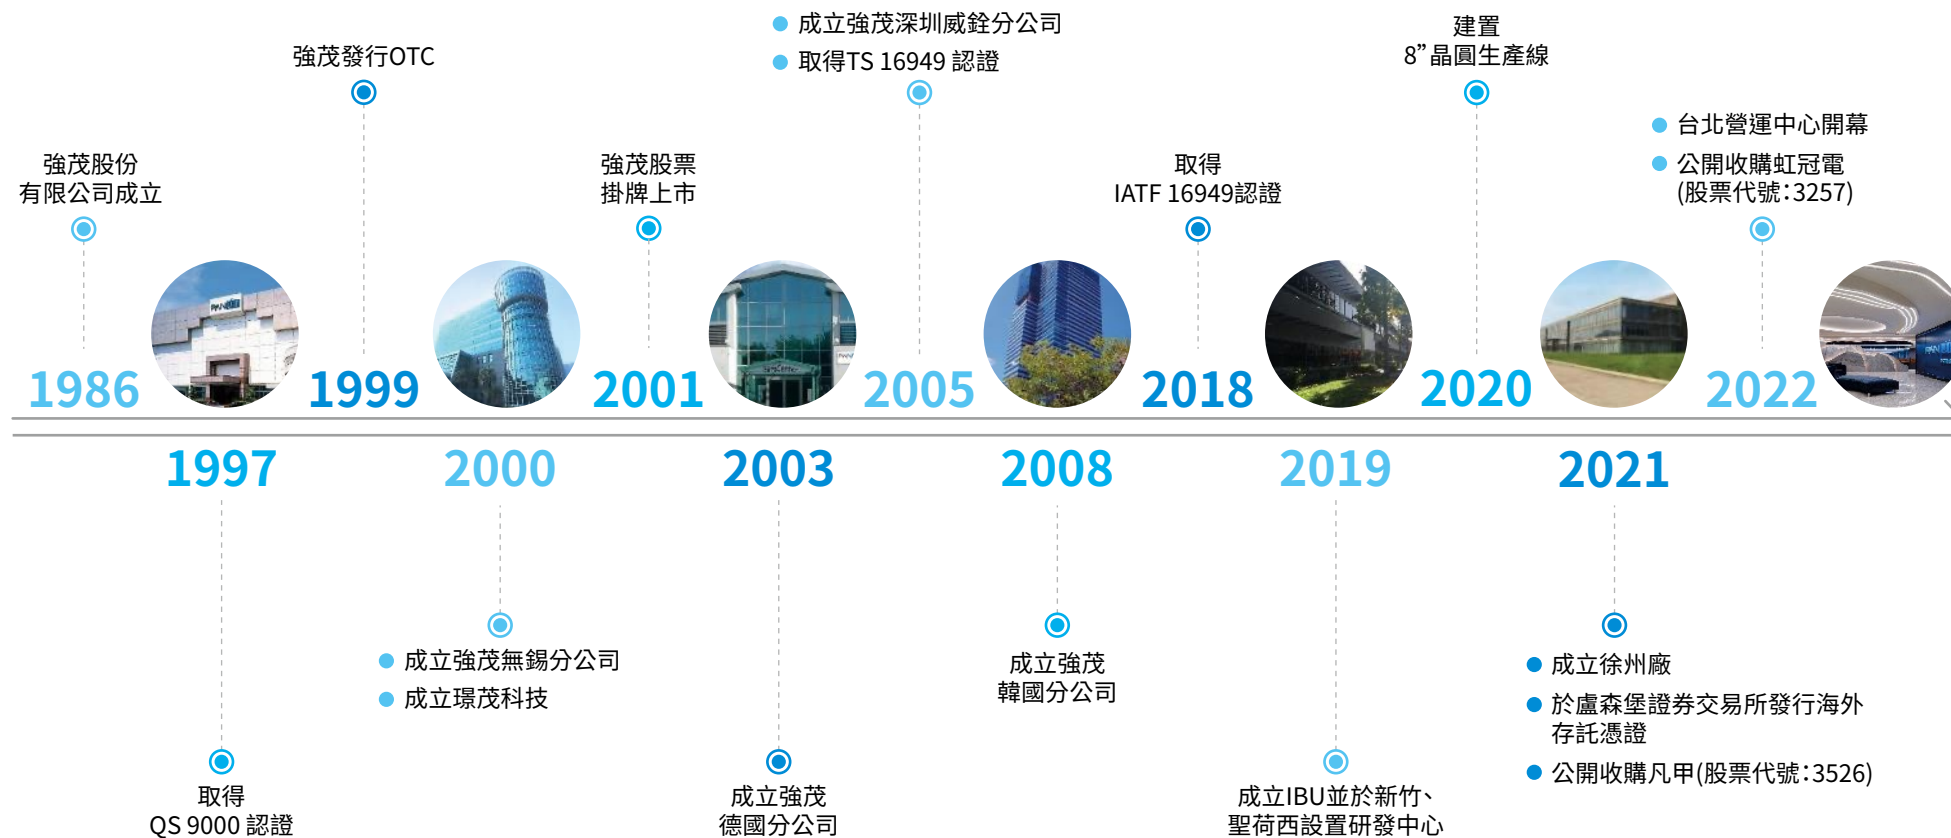 強茂股份
有限公司成立
1986
取得
QS 9000 認證
1997
強茂發行OTC
1999
2000
成立強茂無錫分公司
成立璟茂科技
強茂股票
掛牌上市
2001
2003
成立強茂
德國分公司
成立強茂深圳威銓分公司
取得TS 16949 認證
2005
2008
成立強茂
韓國分公司
取得
IATF 16949認證
2018
2019
成立IBU並於新竹、
聖荷西設置研發中心
建置
8”晶圓生產線
2020
2021
成立徐州廠
於盧森堡證券交易所發行海外
存託憑證
公開收購凡甲(股票代號：3526)
台北營運中心開幕
公開收購虹冠電
(股票代號：3257)
2022